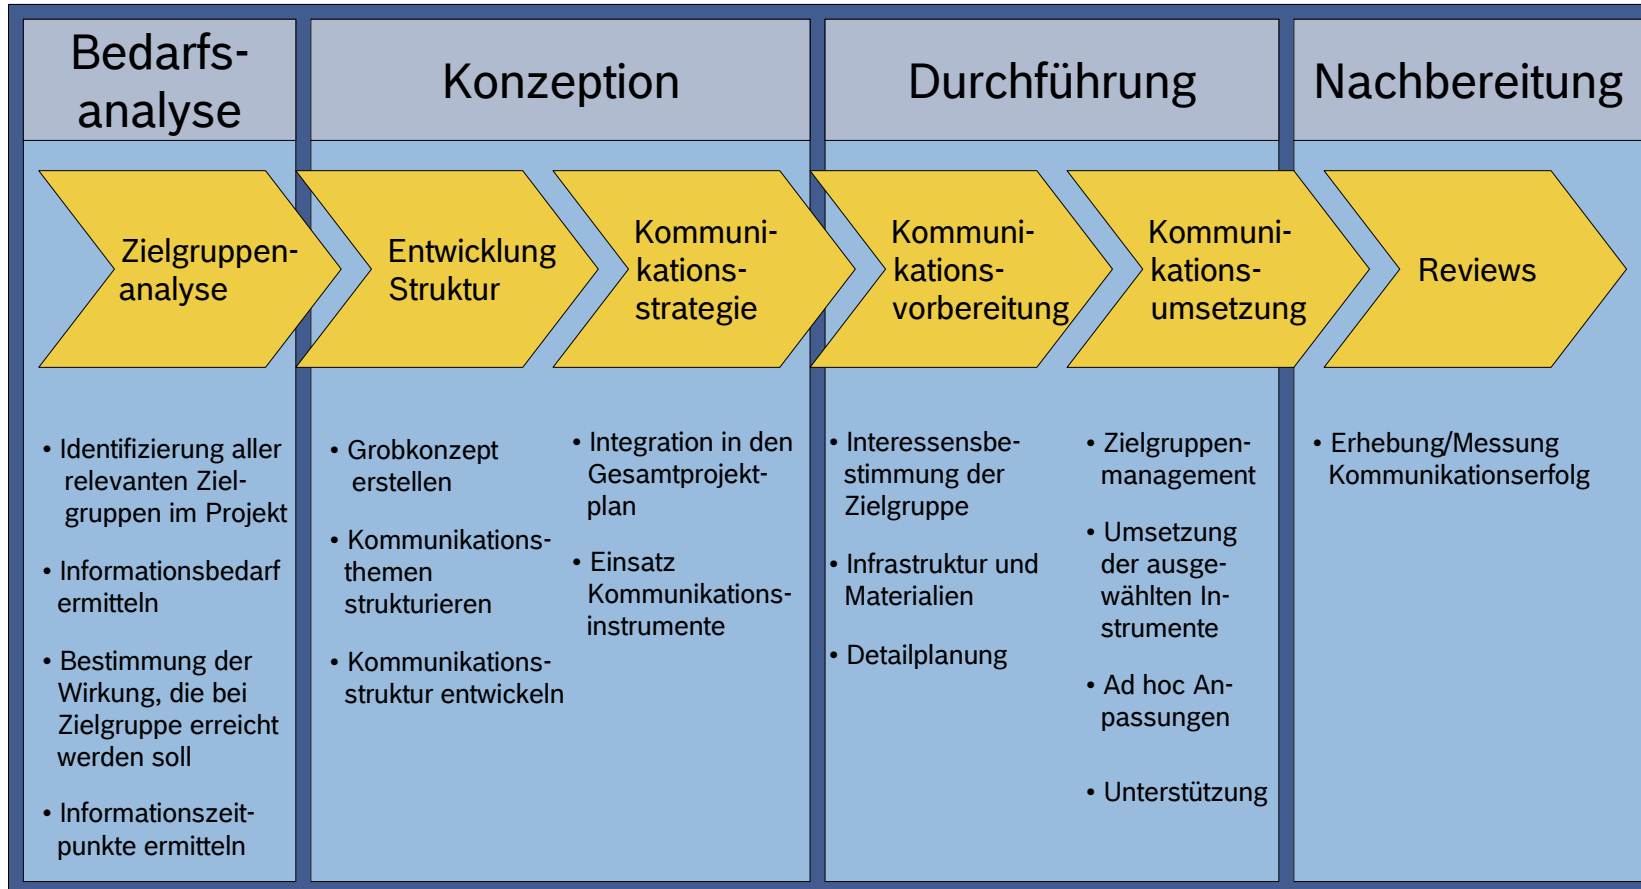 Bedarfs-
analyse
Konzeption
Durchführung
Nachbereitung
Zielgruppen-
analyse
Entwicklung
Struktur
Kommuni-
kations-
strategie
Kommuni-
kations-
vorbereitung
Kommuni-
kations-
umsetzung
Reviews
• Identifizierung aller
relevanten Ziel-
gruppen im Projekt
• Informationsbedarf
ermitteln
• Bestimmung der
Wirkung, die bei
Zielgruppe erreicht
werden soll
• Informationszeit-
punkte ermitteln
• Grobkonzept
erstellen
• Kommunikations-
themen
strukturieren
• Kommunikations-
struktur entwickeln
• Integration in den
Gesamtprojekt-
plan
• Einsatz
Kommunikations-
instrumente
• Interessensbe-
stimmung der
Zielgruppe
• Infrastruktur und
Materialien
• Detailplanung
• Zielgruppen-
management
• Umsetzung
der ausge-
wählten In-
strumente
• Ad hoc An-
passungen
• Unterstützung
• Erhebung/Messung
Kommunikationserfolg